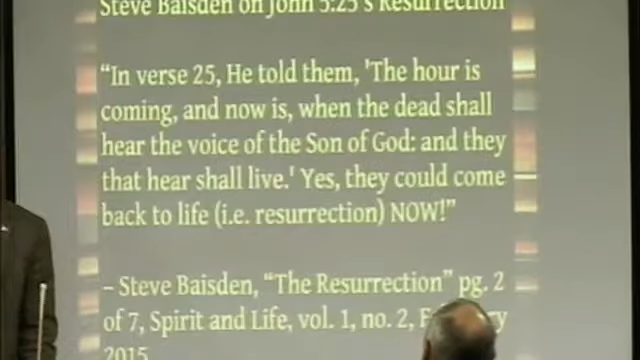 Steve Baisden on John 5:25's Resurrection
“In verse 25, He told them, 'The hour is
coming, and now is, when the dead shall
hear the voice of the Son of God: and they
that hear shall live.' Yes, they could come
back to life (i.e. resurrection) NOW!”
– Steve Baisden, “The Resurrection” pg. 2
of 7, Spirit and Life, vol. 1, no. 2,
2015